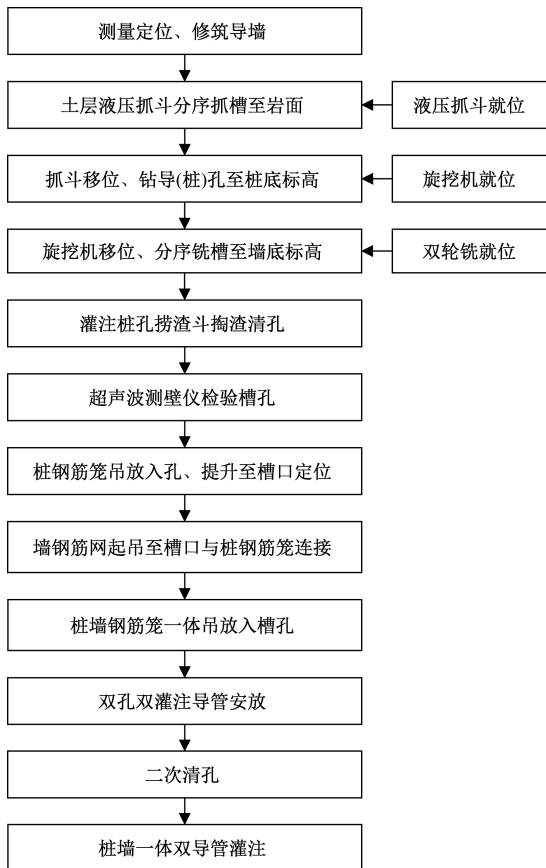 测量定位、修筑导墙
土层液压抓斗分序抓槽至岩面
液压抓斗就位
抓斗移位、钻导(桩)孔至桩底标高
旋挖机就位
旋挖机移位、分序铣槽至墙底标高
双轮铣就位
灌注桩孔捞渣斗掏渣清孔
超声波测壁仪检验槽孔
桩钢筋笼吊放入孔、提升至槽口定位
墙钢筋网起吊至槽口与桩钢筋笼连接
桩墙钢筋笼一体吊放入槽孔
双孔双灌注导管安放
二次清孔
桩墙一体双导管灌注